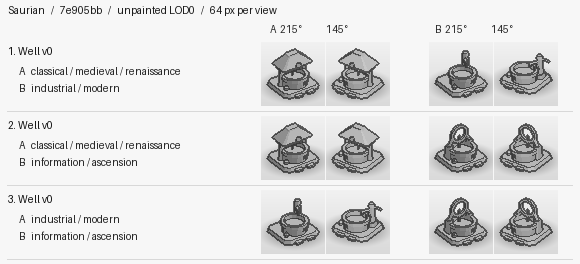 Saurian / 7e905bb / unpainted LOD0 / 64 px per view
A 215° 145° B 215° 145°
1. Well v0
A classical / medieval / renaissance
B industrial / modern
2. Well v0
A classical / medieval / renaissance
B information / ascension
3. Well v0
A industrial / modern
B information / ascension